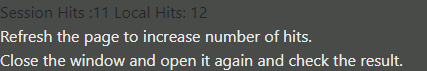 Session Hits :11 Local Hits: 12
Refresh the page to increase number of hits.
Close the window and open it again and check the result.